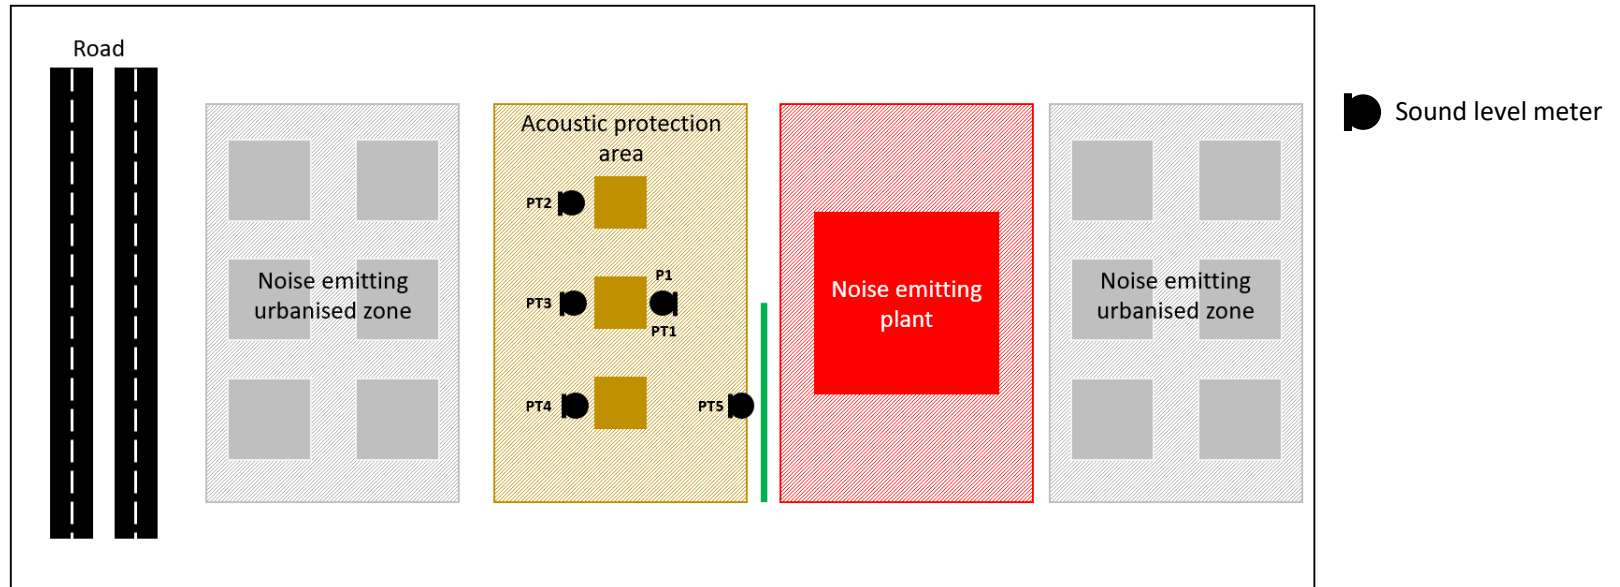 Road
Acoustic protection
area
Sound level meter
PT2
P1
PT3
PT1
Noise emitting
urbanised zone
Noise emitting
plant
Noise emitting
urbanised zone
PT4
PT5